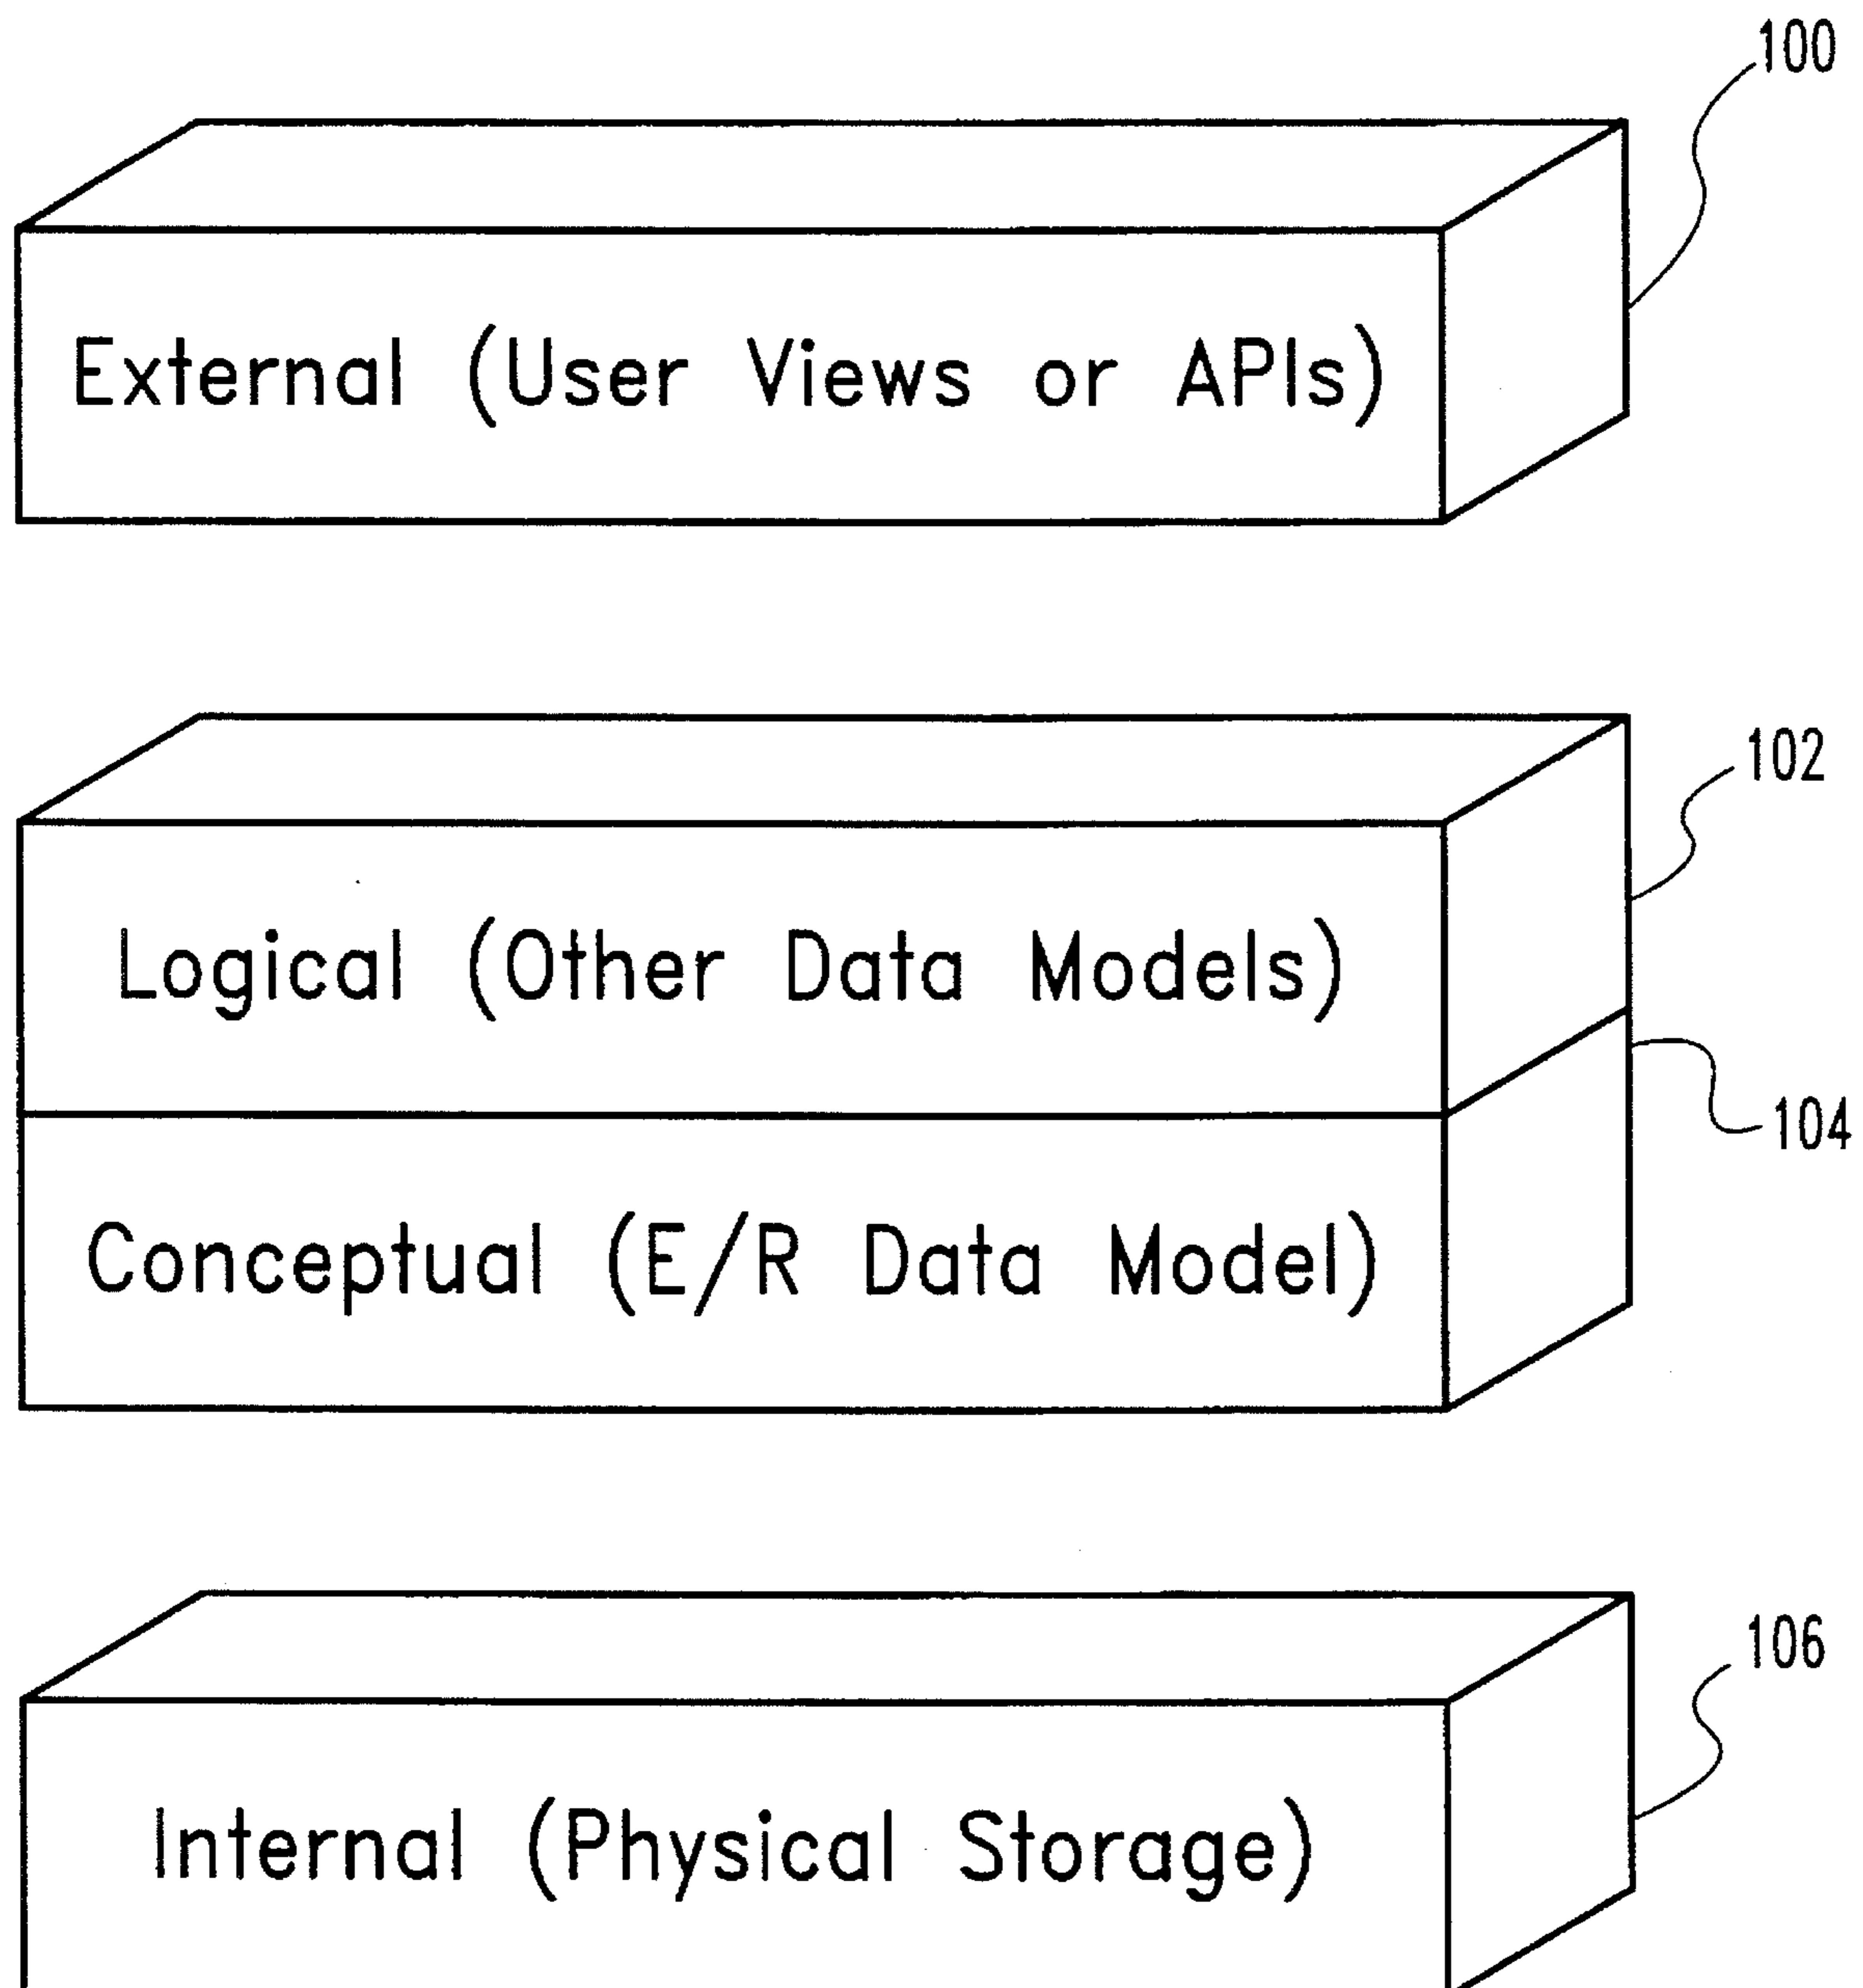 100
External (User Views or APIs)
102
Logical (Other Data Models)
104
Conceptual (E/R Data Model)
106
Internal (Physical Storage)